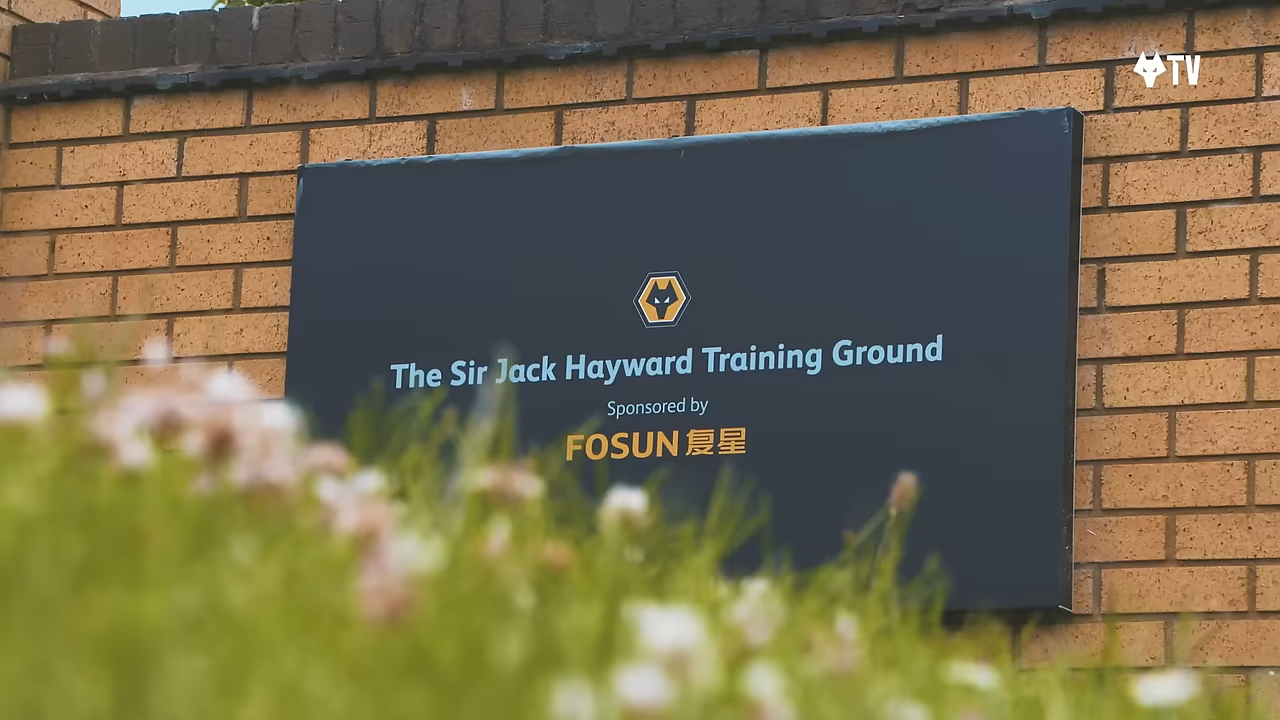 TV
The Sir Jack Hayward Training Ground
Sponsored by
FOSUN 复星